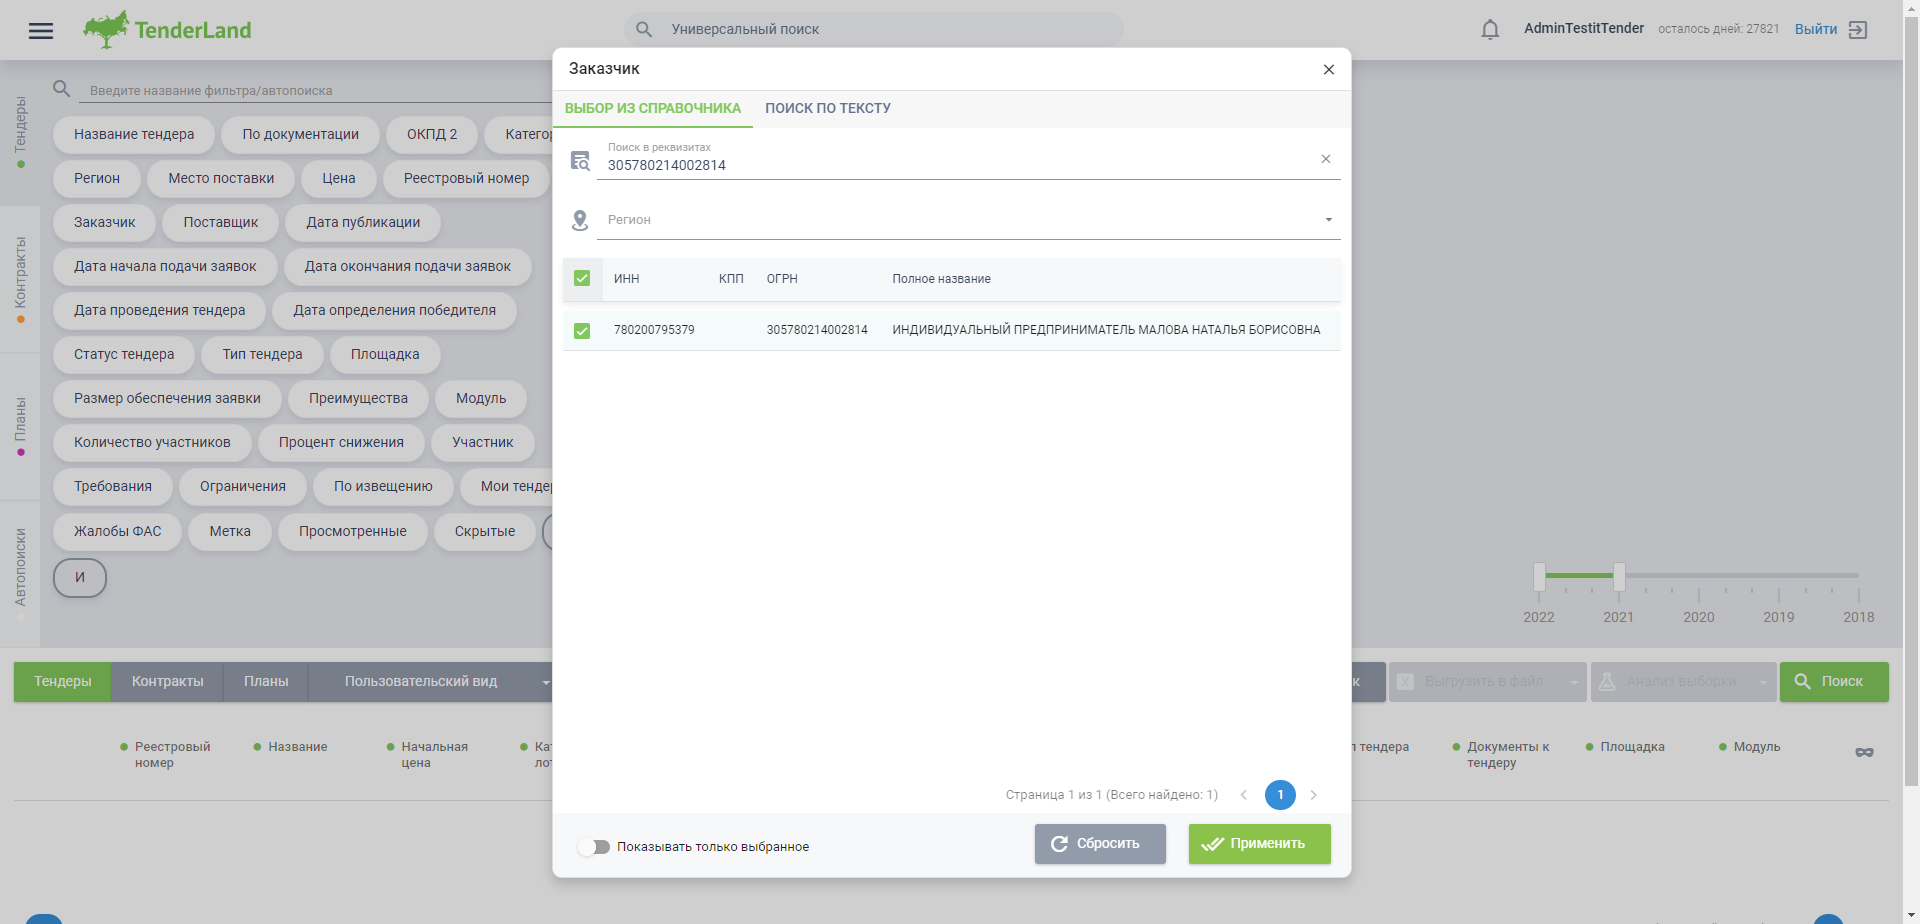 TenderLand
Универсальный поиск
AdminTestitTender
осталось дней: 27821
Выйти
Тендеры
Контракты
Планы
Автопоиски
Введите название фильтра/автопоиска
Название тендера
По документации
ОКПД 2
Категор
Регион
Место поставки
Цена
Реестровый номер
Заказчик
Поставщик
Дата публикации
Дата начала подачи заявок
Дата окончания подачи заявок
Дата проведения тендера
Дата определения победителя
Статус тендера
Тип тендера
Площадка
Размер обеспечения заявки
Преимущества
Модуль
Количество участников
Процент снижения
Участник
Требования
Ограничения
По извещению
Мои тенде
Жалобы ФАС
Метка
Просмотренные
Скрытые
И
Заказчик
ВЫБОР ИЗ СПРАВОЧНИКА
ПОИСК ПО ТЕКСТУ
Поиск в реквизитах
305780214002814
Регион
ИНН
КПП
ОГРН
Полное название
780200795379
305780214002814
ИНДИВИДУАЛЬНЫЙ ПРЕДПРИНИМАТЕЛЬ МАЛОВА НАТАЛЬЯ БОРИСОВНА
Страница 1 из 1 (Всего найдено: 1)
1
Показывать только выбранное
Сбросить
Применить
2022
2021
2020
2019
2018
Тендеры
Контракты
Планы
Пользовательский вид
к
Выгрузить в файл
Анализ выборки
Поиск
Реестровый
номер
Название
Начальная
цена
Ка
ло
п тендера
Документы к
тендеру
Площадка
Модуль